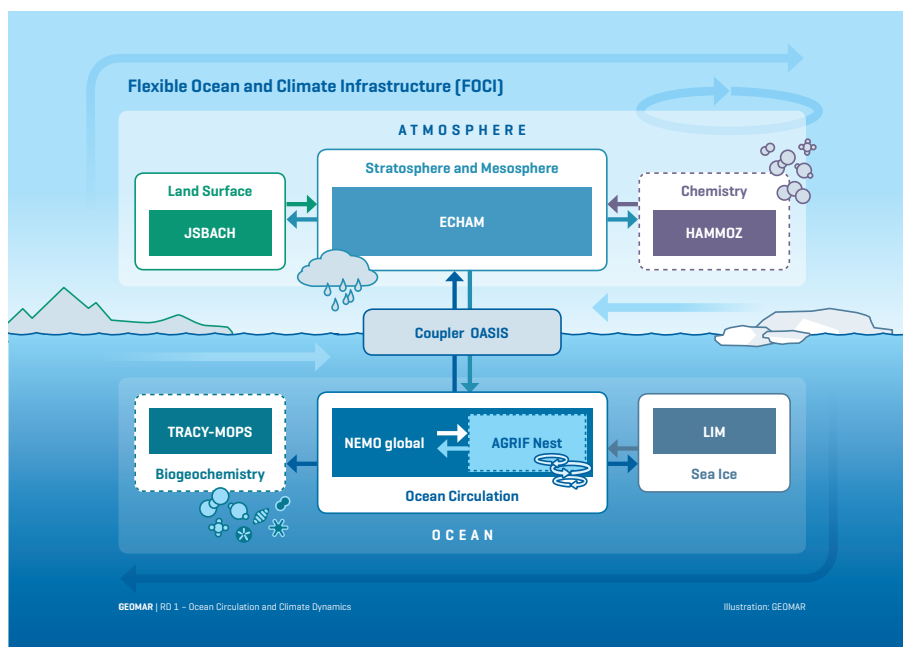 Flexible Ocean and Climate Infrastructure (FOCI)
ATMOSPHERE
Stratosphere and Mesosphere
ECHAM
Land Surface
JSBACH
Chemistry
HAMMOZ
Coupler OASIS
TRACY-MOPS
Biogeochemistry
NEMO global
AGRIF Nest
Ocean Circulation
LIM
Sea Ice
OCEAN
GEOMAR | RD 1 – Ocean Circulation and Climate Dynamics
Illustration: GEOMAR